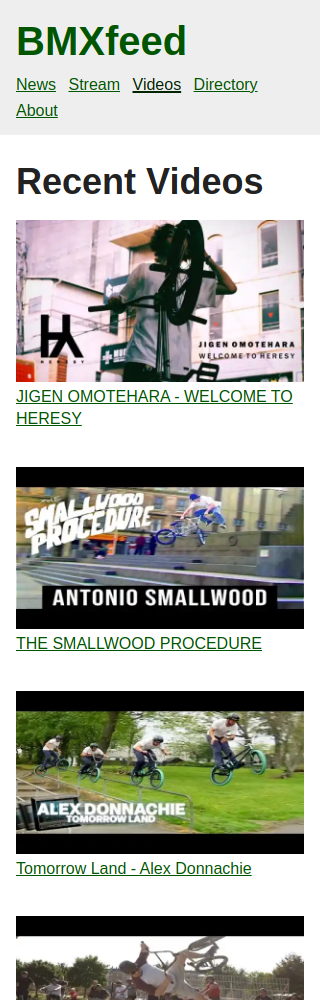 BMXfeed
News Stream Videos Directory
About
Recent Videos
HERESY
JIGEN OMOTEHARA
WELCOME TO HERESY
JIGEN OMOTEHARA - WELCOME TO
HERESY
SMALLWOOD
PROCEDURE
ANTONIO SMALLWOOD
THE SMALLWOOD PROCEDURE
ALEX DONNACHIE
TOMORROW LAND
Tomorrow Land - Alex Donnachie